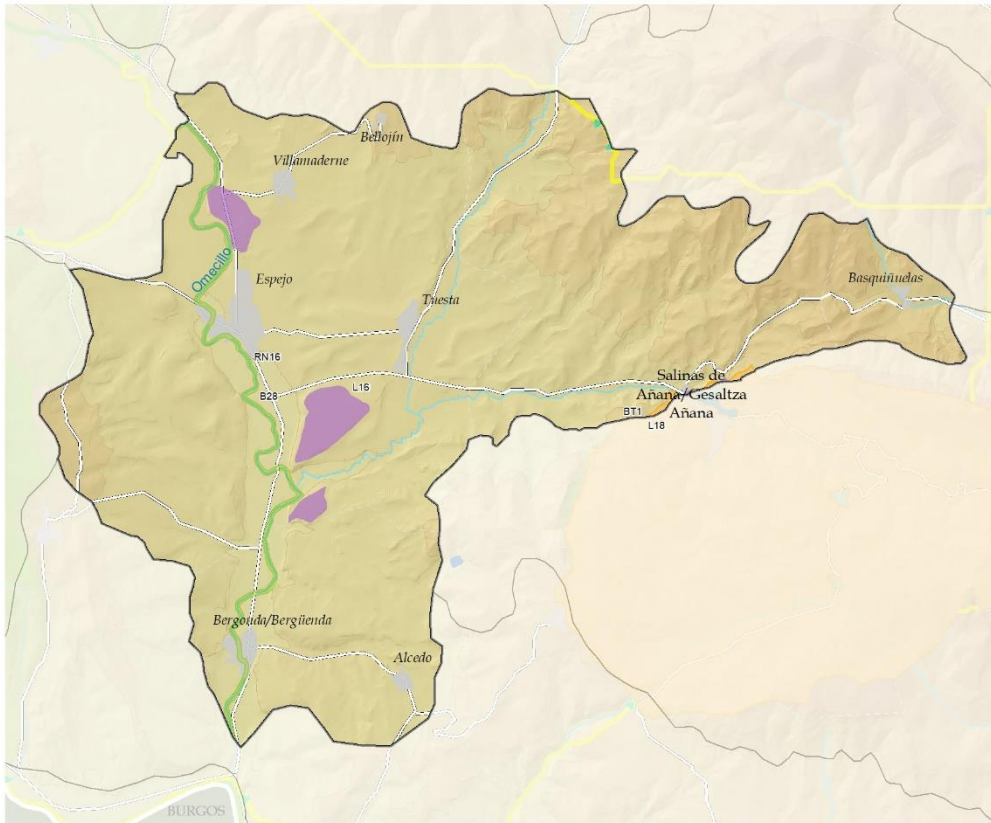 Bellojín
Villamaderne
Omecillo
Espejo
Tuesta
Basquiñuelas
RN16
B28
L16
Salinas de
Añana/Gesaltza
Añana
BT1
L18
Bergonda/Bergüenda
Alcedo
BURGOS